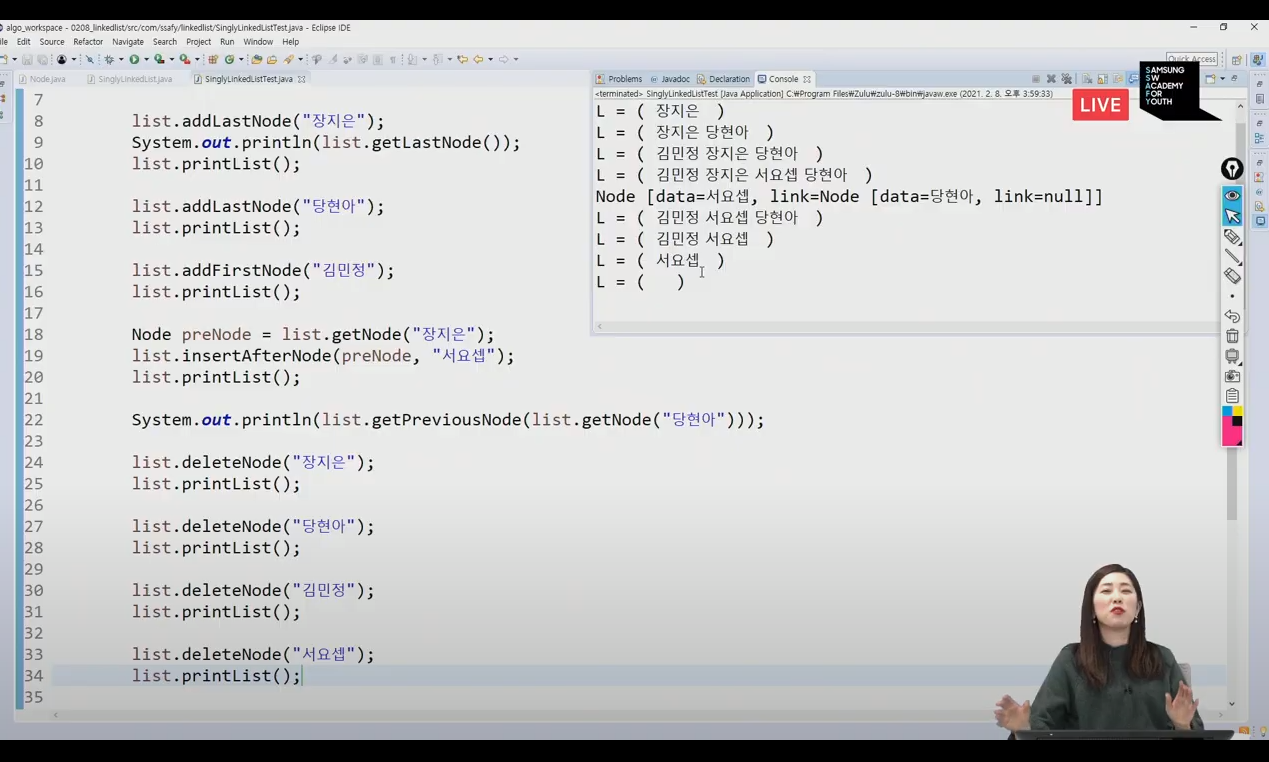 algo_workspace - 0208_linkedlist/src/com/ssafy/linkedlist/SinglyLinkedListTest.java - Eclipse IDE
Edit Source Refactor Navigate Search Project Run Window Help
Quick Access
Node.java SinglyLinkedList.java SinglyLinkedListTest.java
7
8 list.addLastNode("장지은");
9 System.out.println(list.getLastNode());
10 list.printList();
11
12 list.addLastNode("당현아");
13 list.printList();
14
15 list.addFirstNode("김민정");
16 list.printList();
17
18 Node preNode = list.getNode("장지은");
19 list.insertAfterNode(preNode, "서요셉");
20 list.printList();
21
22 System.out.println(list.getPreviousNode(list.getNode("당현아")));
23
24 list.deleteNode("장지은");
25 list.printList();
26
27 list.deleteNode("당현아");
28 list.printList();
29
30 list.deleteNode("김민정");
31 list.printList();
32
33 list.deleteNode("서요셉");
34 list.printList();
35
Problems @ Javadoc Declaration Console
<terminated> SinglyLinkedListTest [Java Application] C:₩Program Files₩Zulu₩zulu-8₩bin₩javaw.exe (2021. 2. 8. 오후 3:59:33)
L = ( 장지은 )
L = ( 장지은 당현아 )
L = ( 김민정 장지은 당현아 )
L = ( 김민정 장지은 서요셉 당현아 )
Node [data=서요셉, link=Node [data=당현아, link=null]]
L = ( 김민정 서요셉 당현아 )
L = ( 김민정 서요셉 )
L = ( 서요셉 )
L = ( )
LIVE
SAMSUNG
SW
ACADEMY
FOR
YOUTH